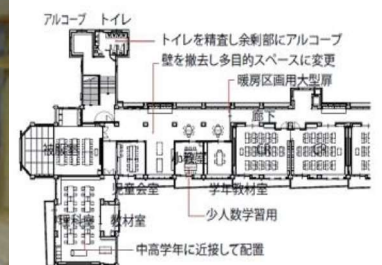 アルコーブ トイレ
トイレを精査し余剰部にアルコーブ
壁を撤去し多目的スペースに変更
暖房区画用大型扉
廊下
小教室
児童会室 学年教材室
理科室 教材室
少人数学習用
中高学年に近接して配置